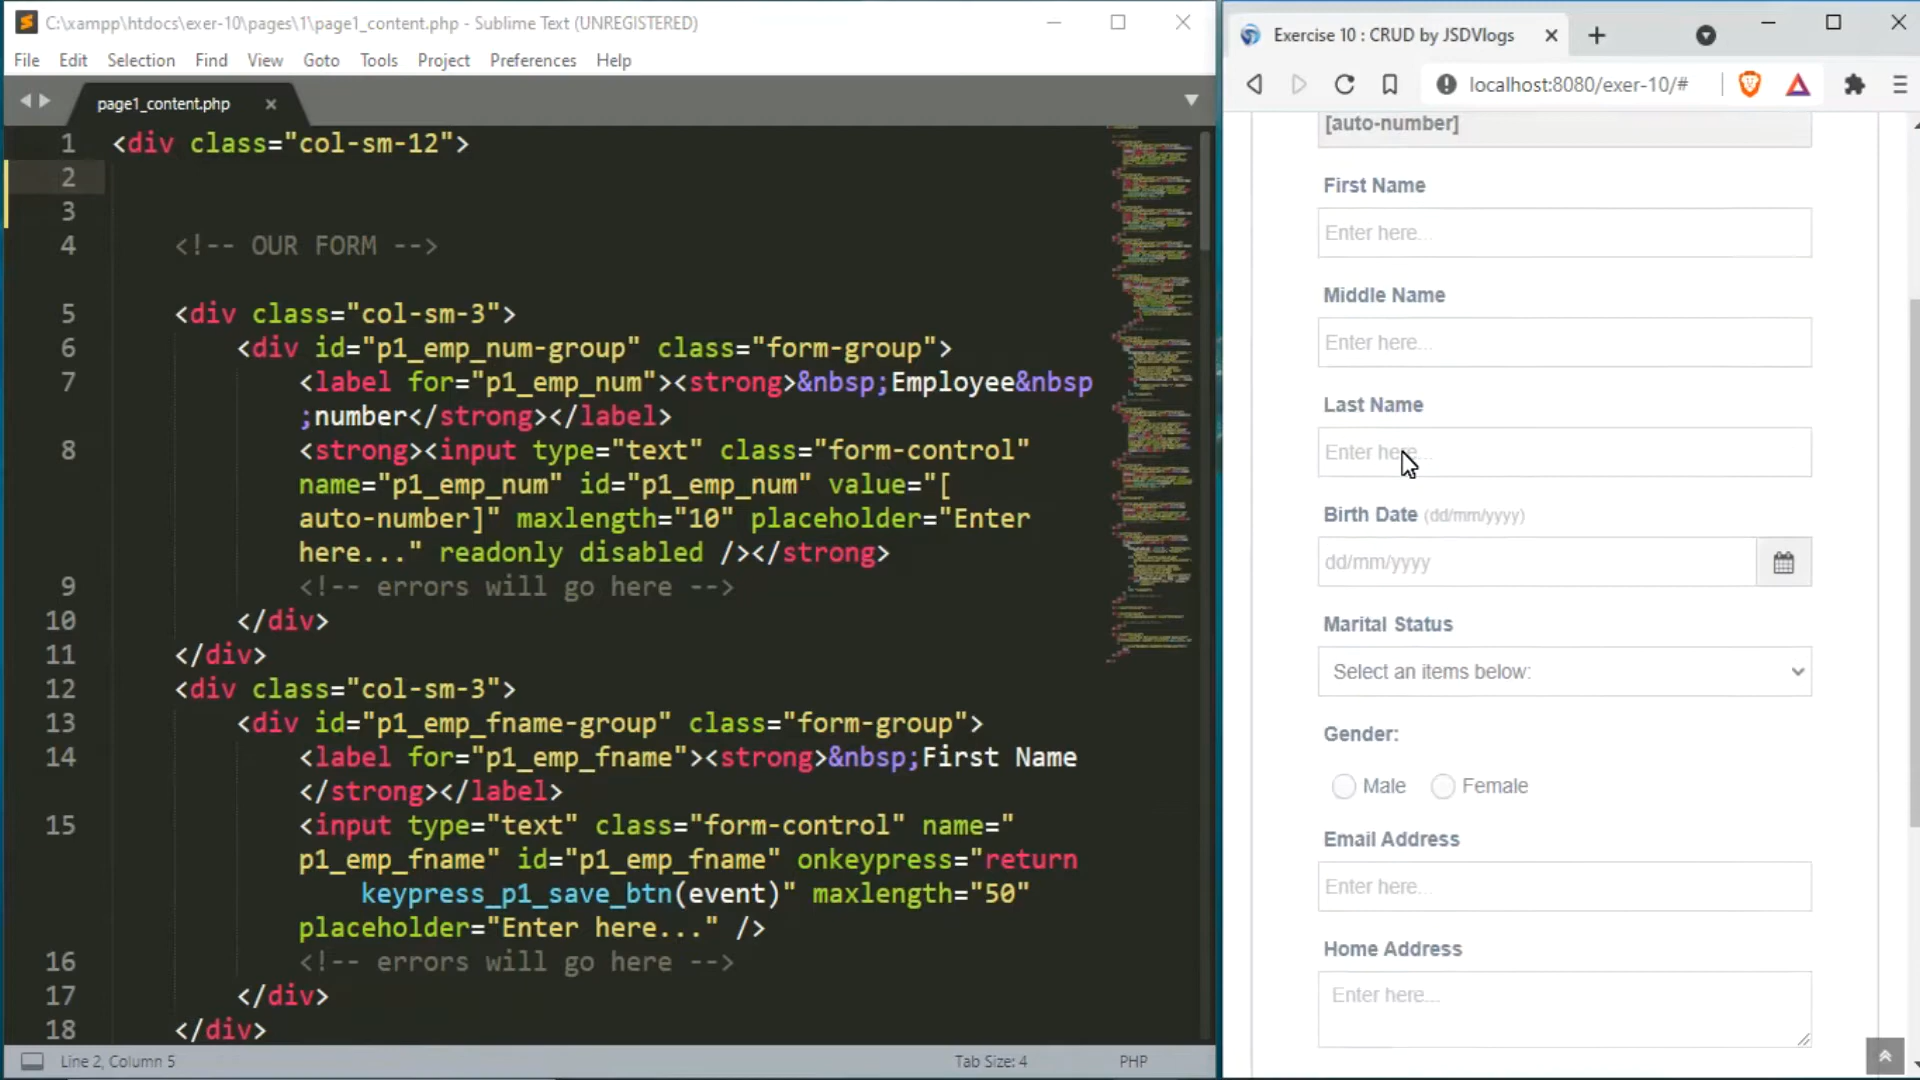 C:\xampp\htdocs\exer-10\pages\1\page1_content.php - Sublime Text (UNREGISTERED)
File Edit Selection Find View Goto Tools Project Preferences Help
page1_content.php
1 <div class="col-sm-12">
2
3
4 <!-- OUR FORM -->
5 <div class="col-sm-3">
6 <div id="p1_emp_num-group" class="form-group">
7 <label for="p1_emp_num"><strong>&nbsp;Employee&nbsp
;number</strong></label>
8 <strong><input type="text" class="form-control"
name="p1_emp_num" id="p1_emp_num" value="[
auto-number]" maxlength="10" placeholder="Enter
here..." readonly disabled /></strong>
9 <!-- errors will go here -->
10 </div>
11 </div>
12 <div class="col-sm-3">
13 <div id="p1_emp_fname-group" class="form-group">
14 <label for="p1_emp_fname"><strong>&nbsp;First Name
</strong></label>
15 <input type="text" class="form-control" name="
p1_emp_fname" id="p1_emp_fname" onkeypress="return
keypress_p1_save_btn(event)" maxlength="50"
placeholder="Enter here..." />
16 <!-- errors will go here -->
17 </div>
18 </div>
Line 2, Column 5 Tab Size: 4 PHP
Exercise 10 : CRUD by JSDVlogs
localhost:8080/exer-10/#
[auto-number]
First Name
Enter here...
Middle Name
Enter here...
Last Name
Enter here...
Birth Date (dd/mm/yyyy)
dd/mm/yyyy
Marital Status
Select an items below:
Gender:
Male Female
Email Address
Enter here...
Home Address
Enter here...